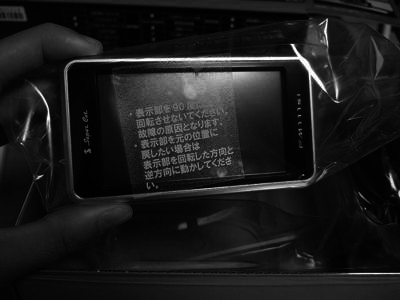 ・表示部を90度
回転させないでください。
故障の原因となります。
・表示部を元の位置に
戻したい場合は
表示部を回転した方向と
逆方向に動かしてくださ
い。